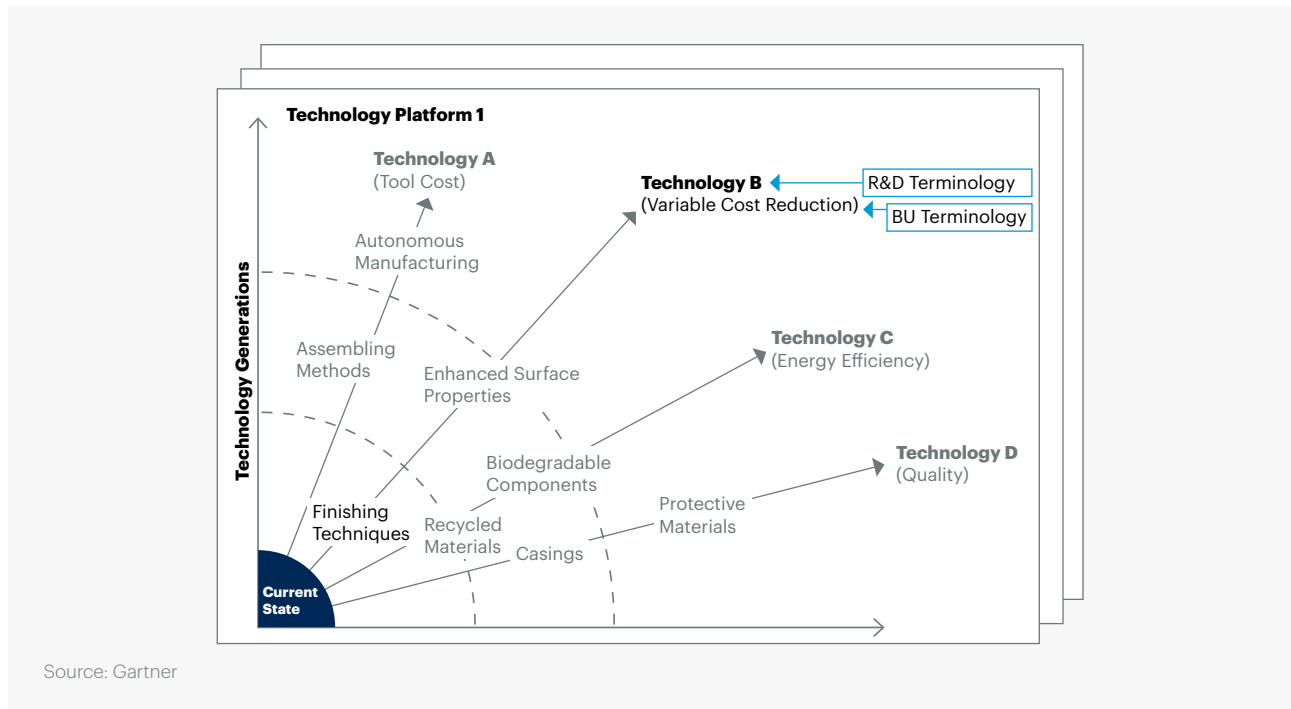 Technology Platform 1
Technology Generations
Technology A
(Tool Cost)
Autonomous
Manufacturing
Assembling
Methods
Technology B
(Variable Cost Reduction)
R&D Terminology
BU Terminology
Enhanced Surface
Properties
Finishing
Techniques
Technology C
(Energy Efficiency)
Biodegradable
Components
Recycled
Materials
Technology D
(Quality)
Protective
Materials
Casings
Current
State
Source: Gartner